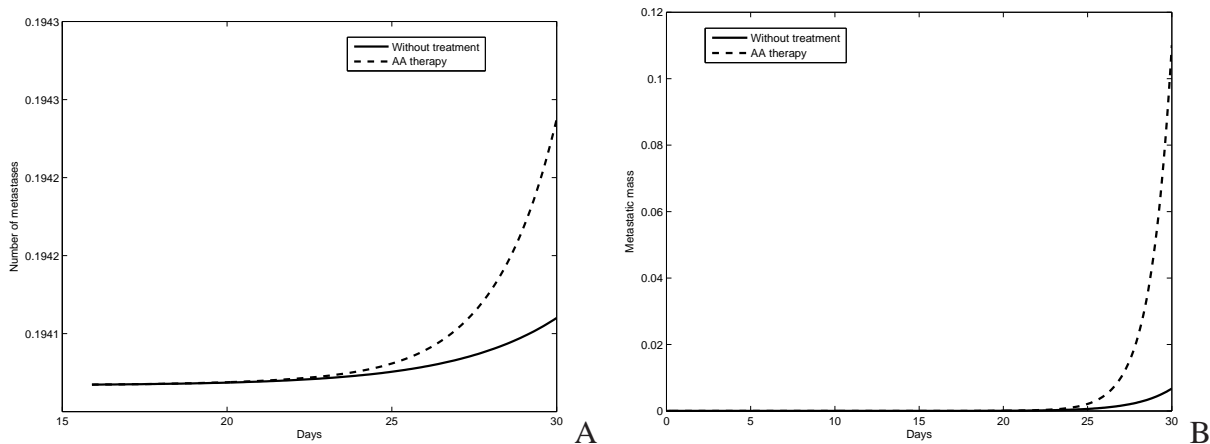 0.1943
0.1943
0.1942
0.1942
0.1941
Number of metastases
Without treatment
AA therapy
15 20 25 30
Days
A
0.12
0.1
0.08
0.06
0.04
0.02
0
Metastatic mass
Without treatment
AA therapy
0 5 10 15 20 25 30
Days
B